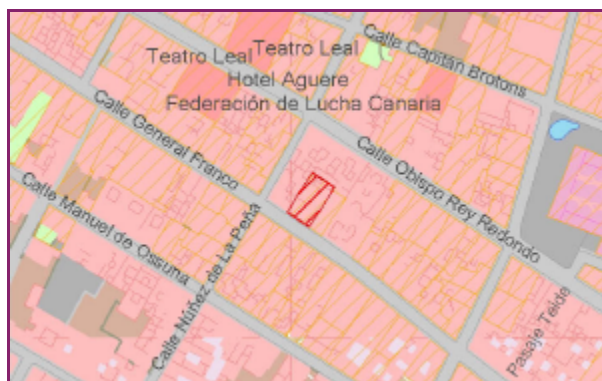 Calle Capitán Brotons
Teatro Leal
Teatro Leal
Hotel Aguere
Federación de Lucha Canaria
Calle General Franco
Calle Obispo Rey Redondo
Calle Manuel de Ossuna
Calle Núñez de La Peña
Pasaje Teide